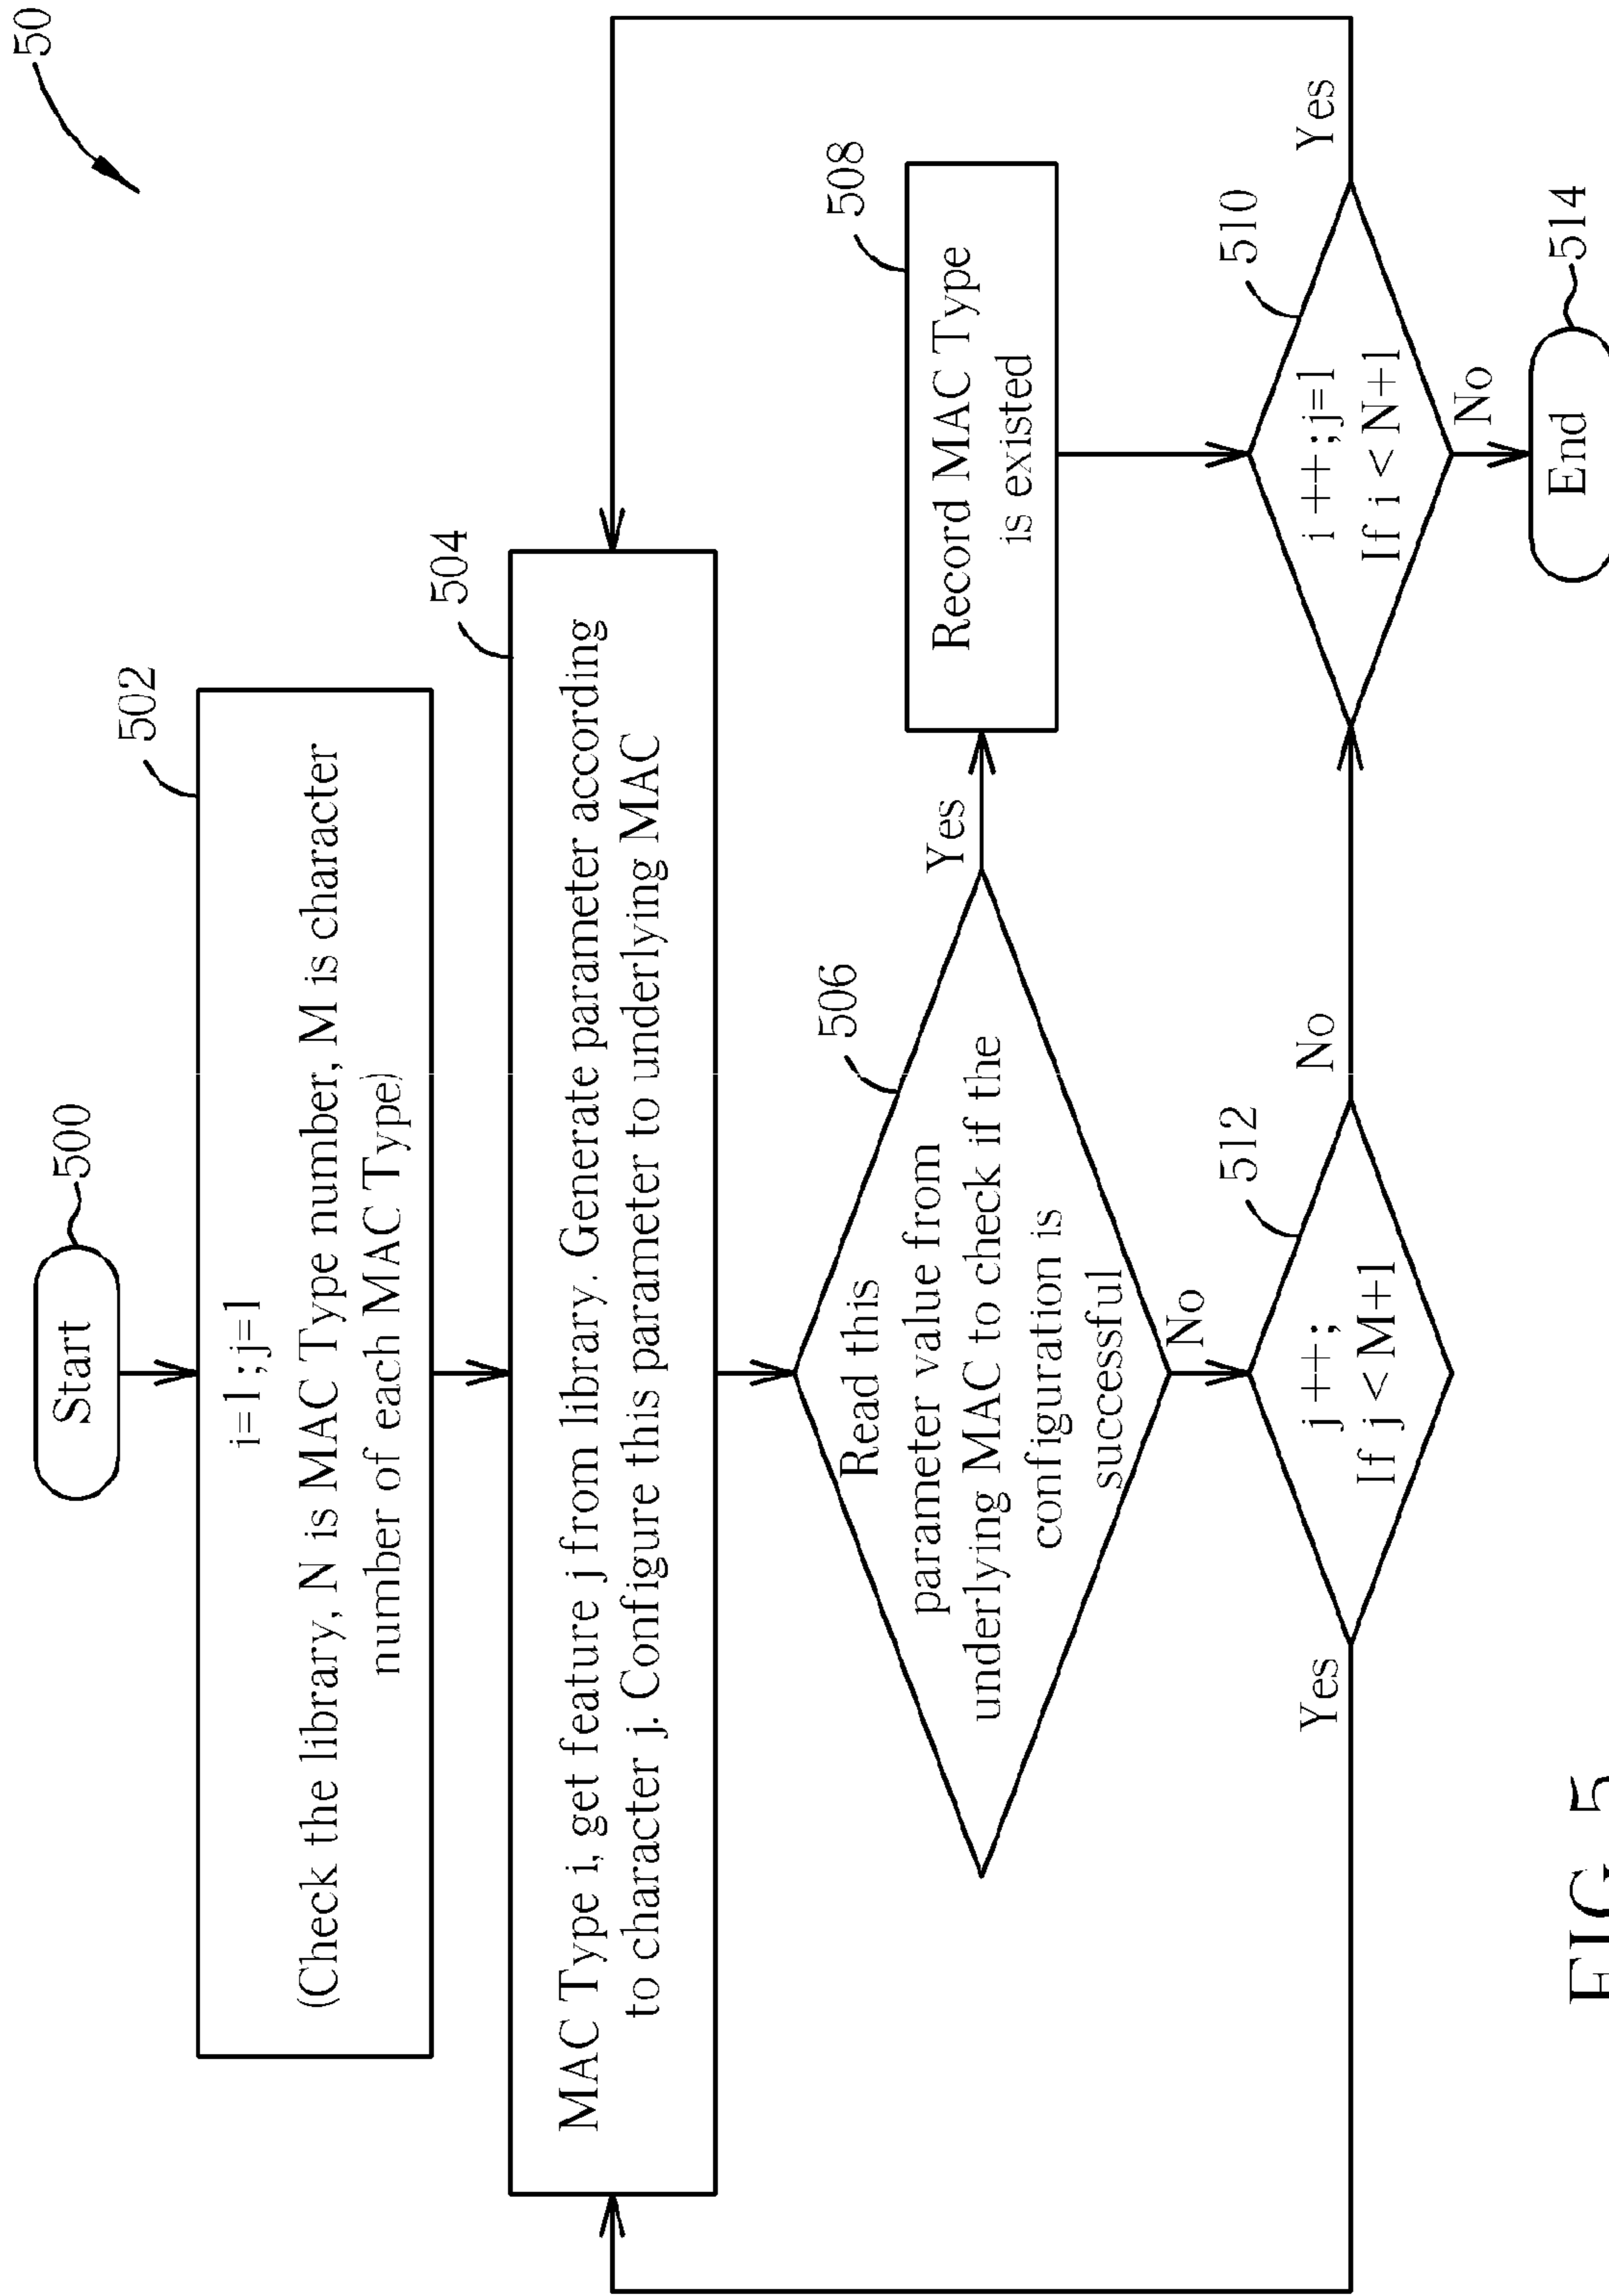 50
Start
500
502
i=1 ; j=1
(Check the library, N is MAC Type number, M is character
number of each MAC Type)
504
MAC Type i, get feature j from library. Generate parameter according
to character j. Configure this parameter to underlying MAC
506
Read this
parameter value from
underlying MAC to check if the
configuration is
successful
Yes
No
508
Record MAC Type
is existed
512
j ++;
If j < M+1
Yes
No
510
i ++ ; j=1
If i < N+1
Yes
No
End
514
FIG. 5